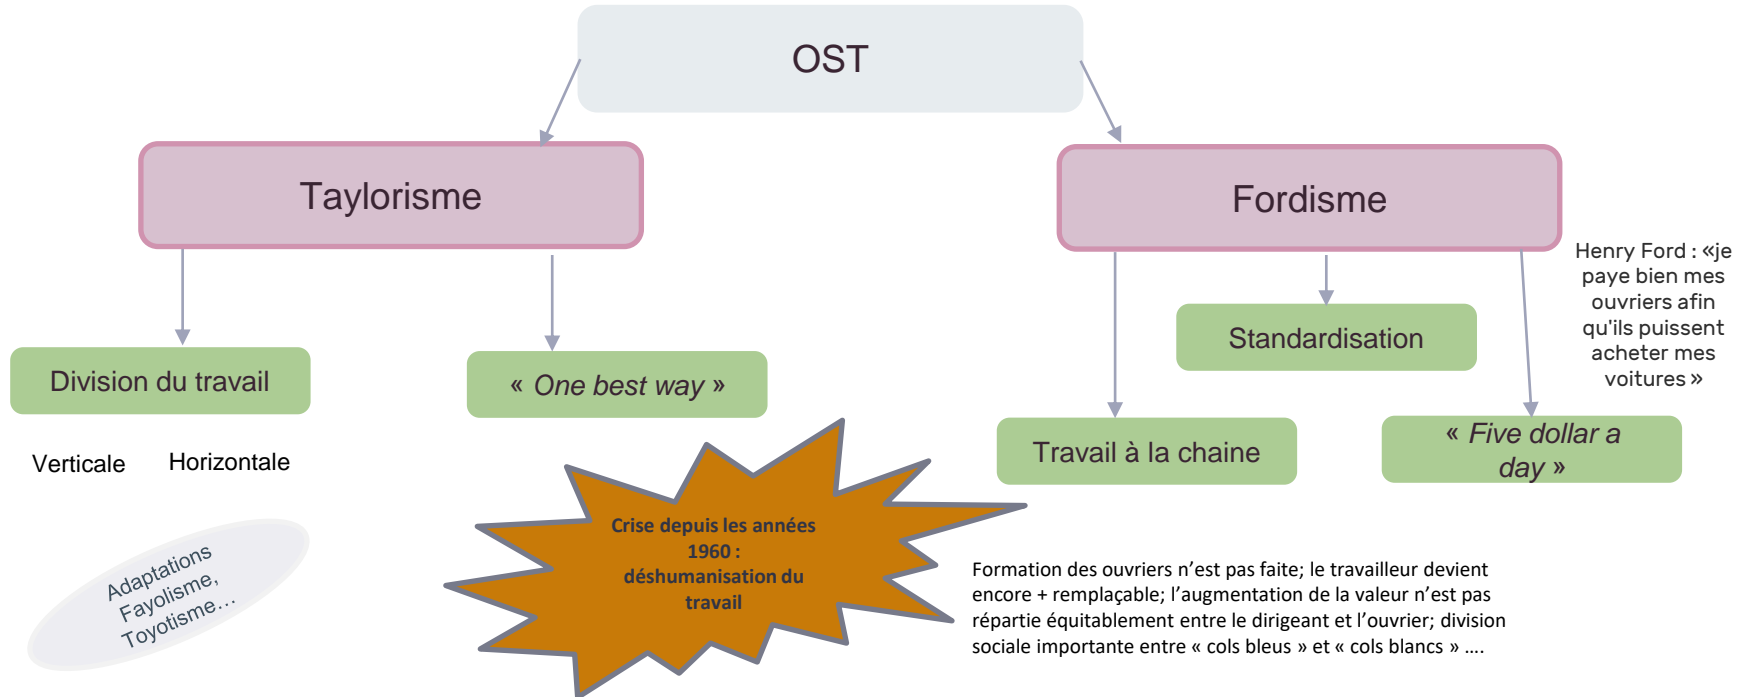 OST
Taylorisme
Fordisme
Henry Ford : «je
paye bien mes
ouvriers afin
qu'ils puissent
acheter mes
voitures »
Standardisation
Division du travail
« One best way »
Travail à la chaine
« Five dollar a
day »
Verticale
Horizontale
Adaptations
Fayolisme,
Toyotisme…
Crise depuis les années
1960 :
déshumanisation du
travail
Formation des ouvriers n’est pas faite; le travailleur devient
encore + remplaçable; l’augmentation de la valeur n’est pas
répartie équitablement entre le dirigeant et l’ouvrier; division
sociale importante entre « cols bleus » et « cols blancs » ….